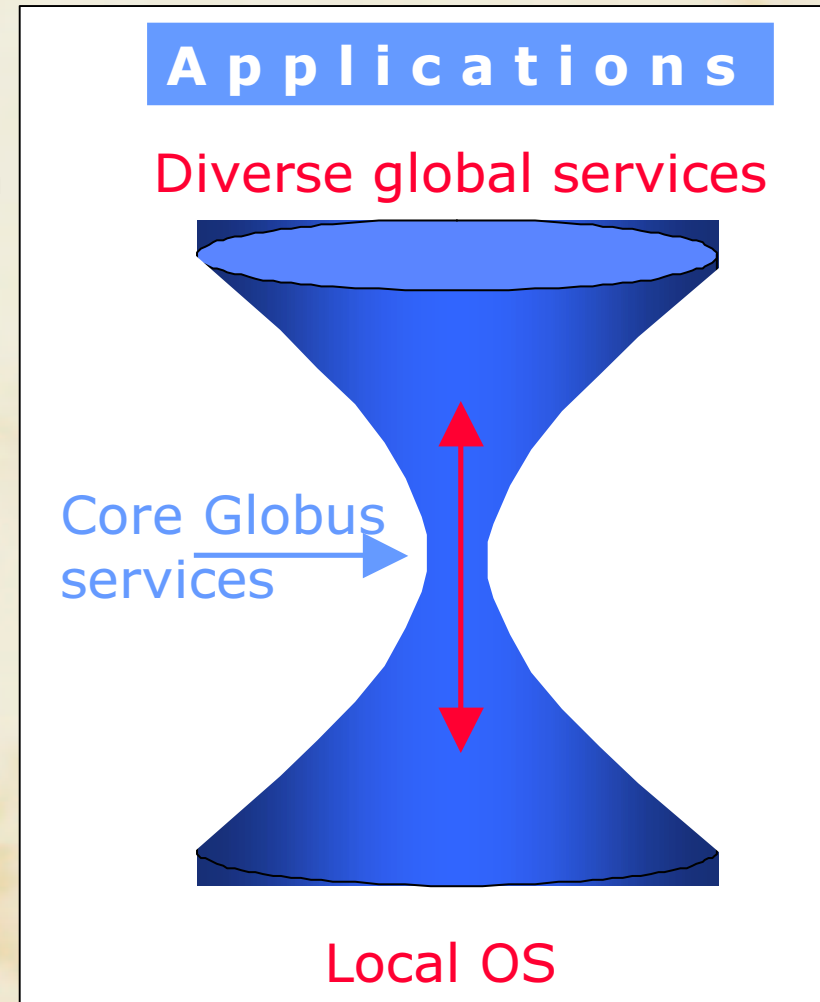 Applications
Diverse global services
Core Globus
services
Local OS